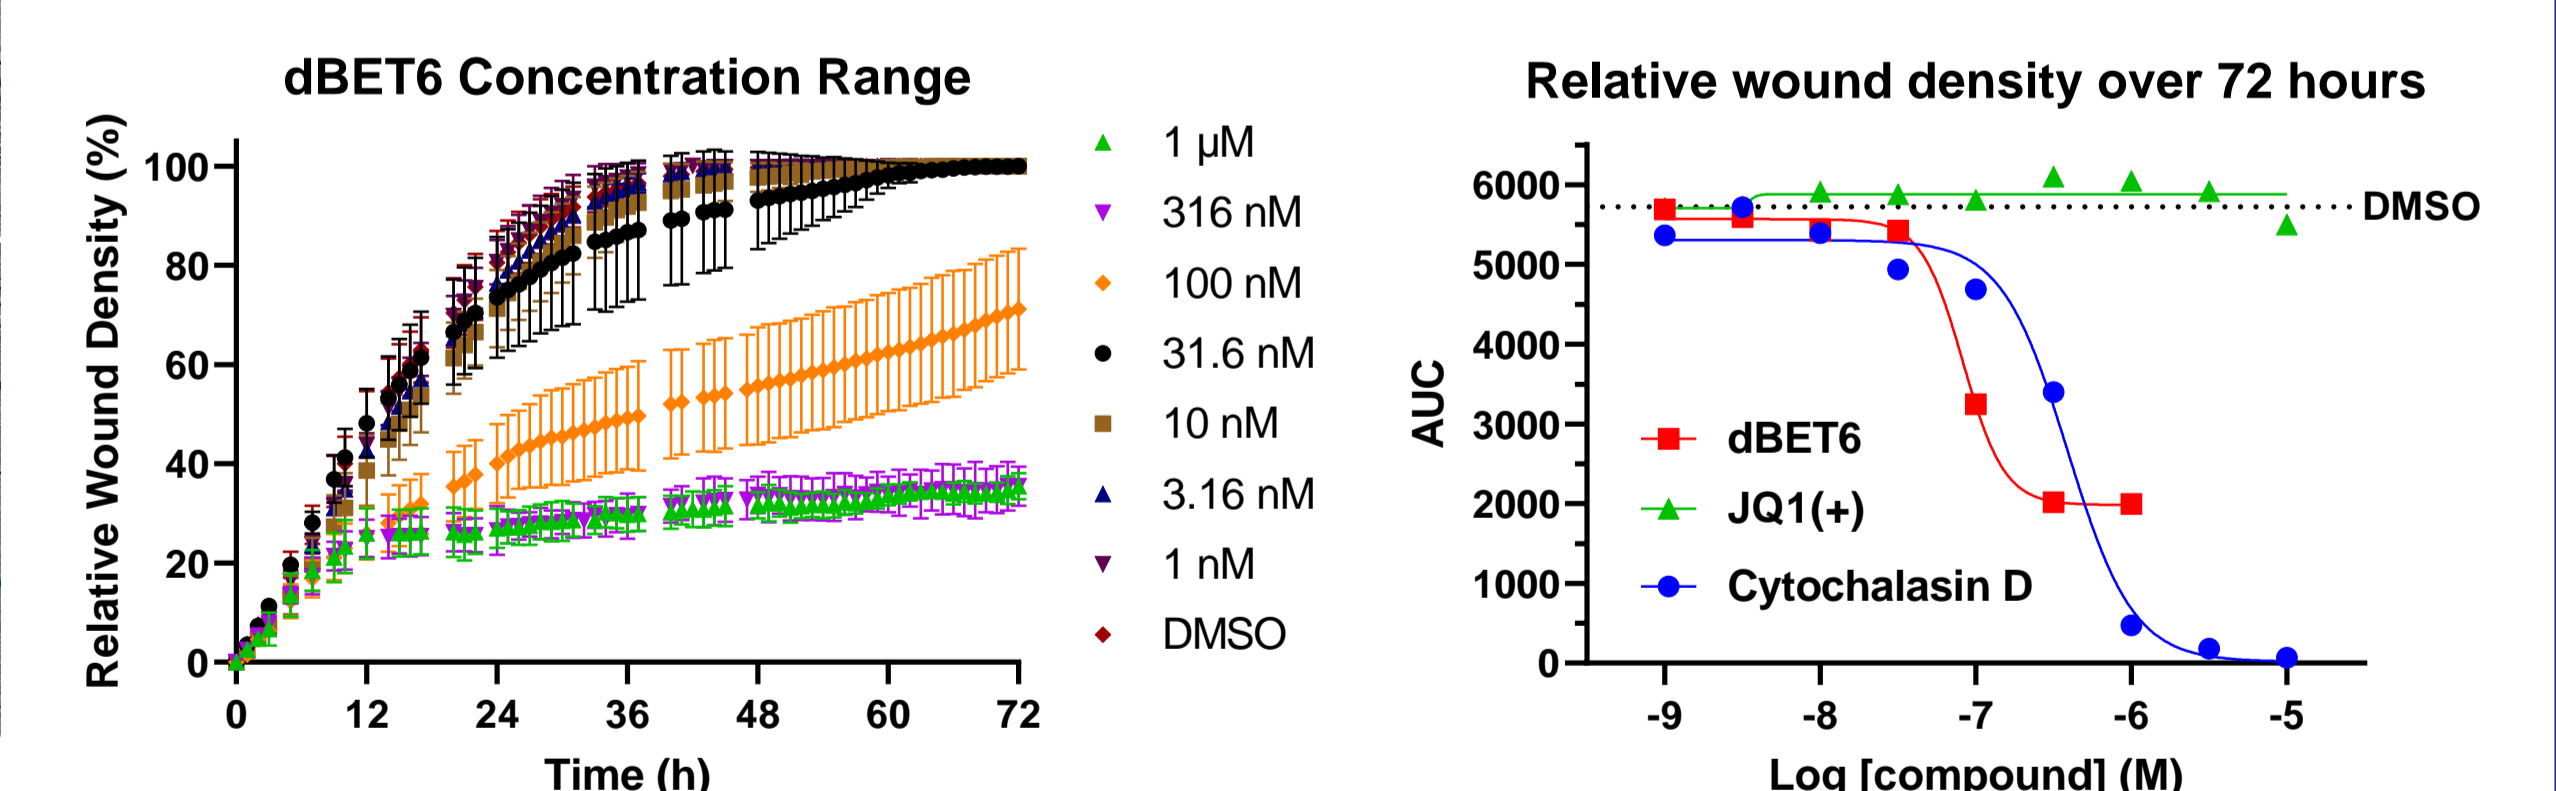 dBET6 Concentration Range
Relative Wound Density (%)
100
80
60
40
20
0
0 12 24 36 48 60 72
Time (h)
1 µM
316 nM
100 nM
31.6 nM
10 nM
3.16 nM
1 nM
DMSO
Relative wound density over 72 hours
AUC
6000
5000
4000
3000
2000
1000
0
DMSO
dBET6
JQ1(+)
Cytochalasin D
-9 -8 -7 -6 -5
Log [compound] (M)